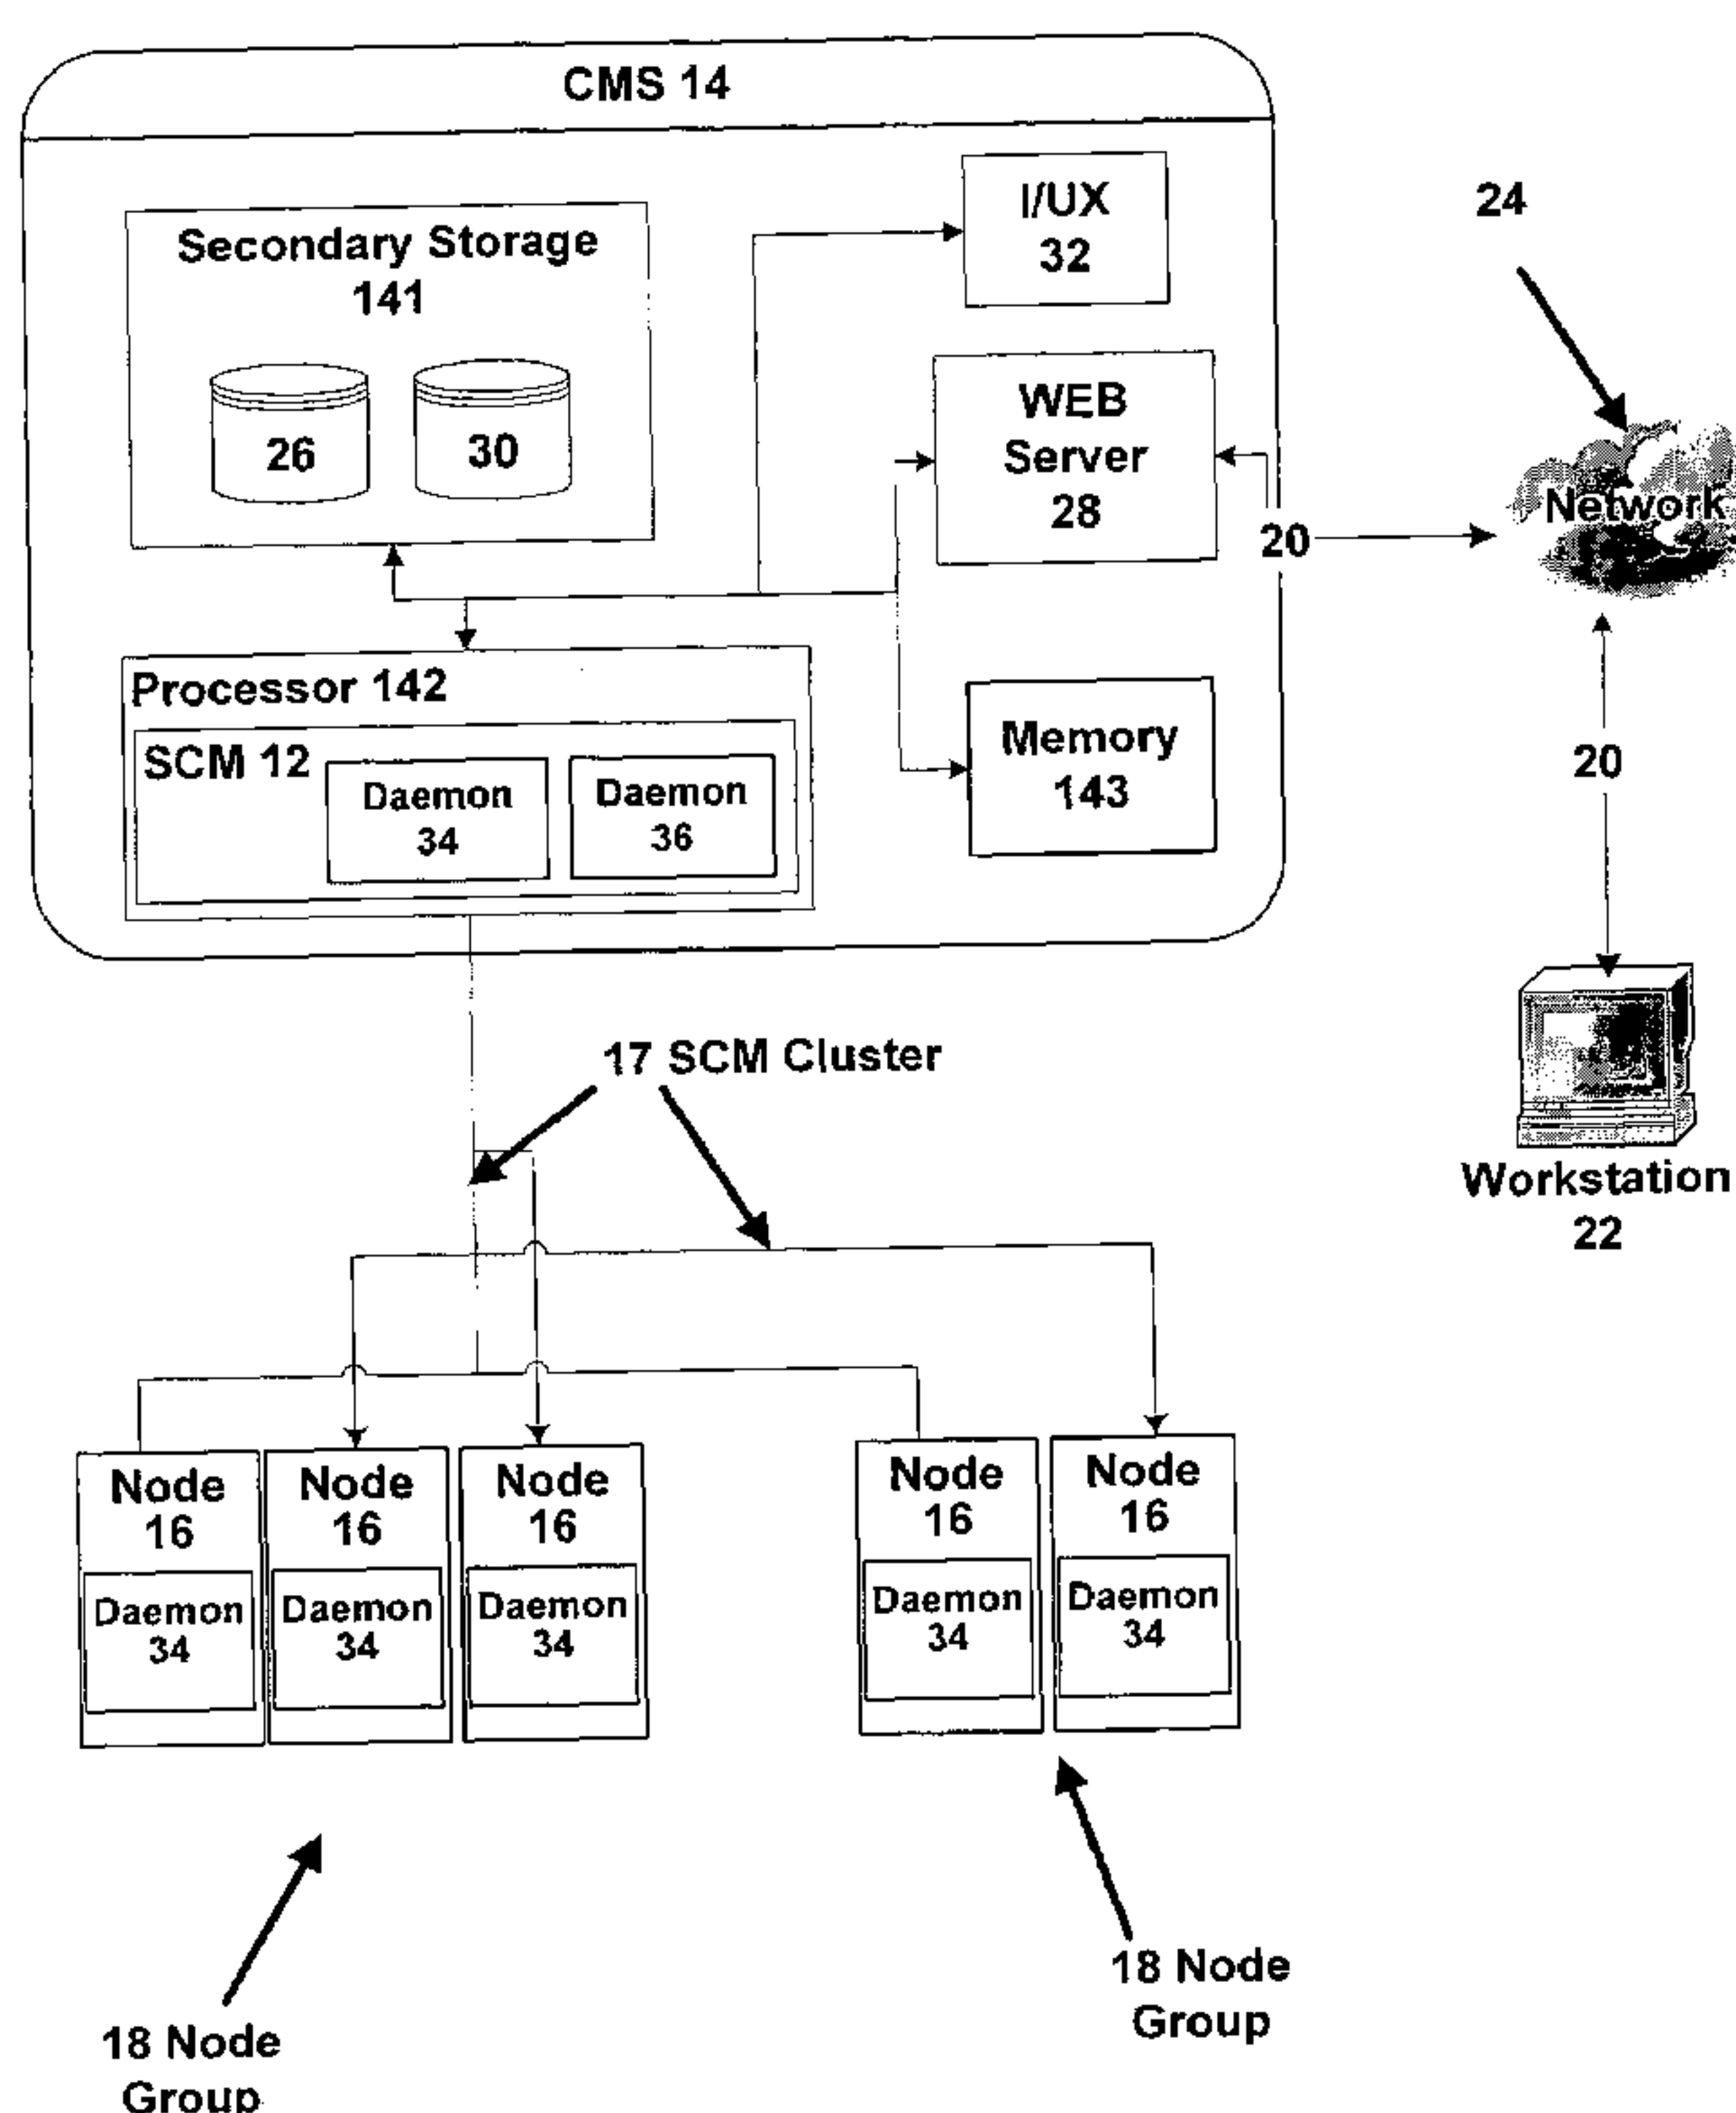 CMS 14
I/UX
32
24
Secondary Storage
141
26
30
WEB
Server
28
Network
20
Processor 142
SCM 12
Daemon
34
Daemon
36
Memory
143
20
17 SCM Cluster
Workstation
22
Node
16
Daemon
34
Node
16
Daemon
34
Node
16
Daemon
34
Node
16
Daemon
34
Node
16
Daemon
34
18 Node
Group
18 Node
Group